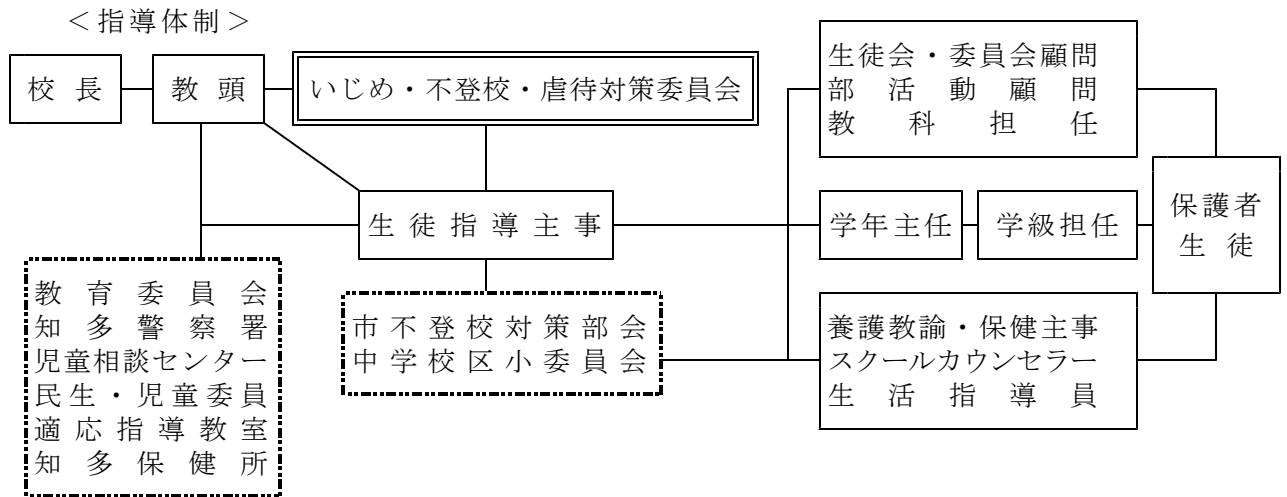 ＜指導体制＞
校長
教頭
いじめ・不登校・虐待対策委員会
生徒指導主事
教育委員会
知多警察署
児童相談センター
民生・児童委員
適応指導教室
知多保健所
市不登校対策部会
中学校区小委員会
生徒会・委員会顧問
部活動顧問
教科担任
学年主任
学級担任
養護教諭・保健主事
スクールカウンセラー
生活指導員
保護者
生徒